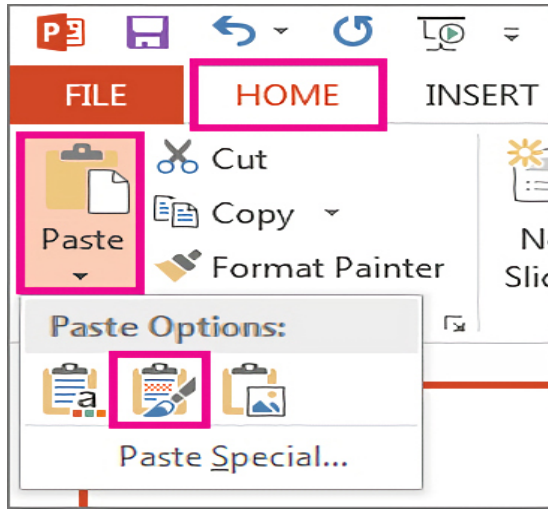 FILE HOME INSERT
Cut
Copy
Paste
Format Painter
Paste Options:
Paste Special...